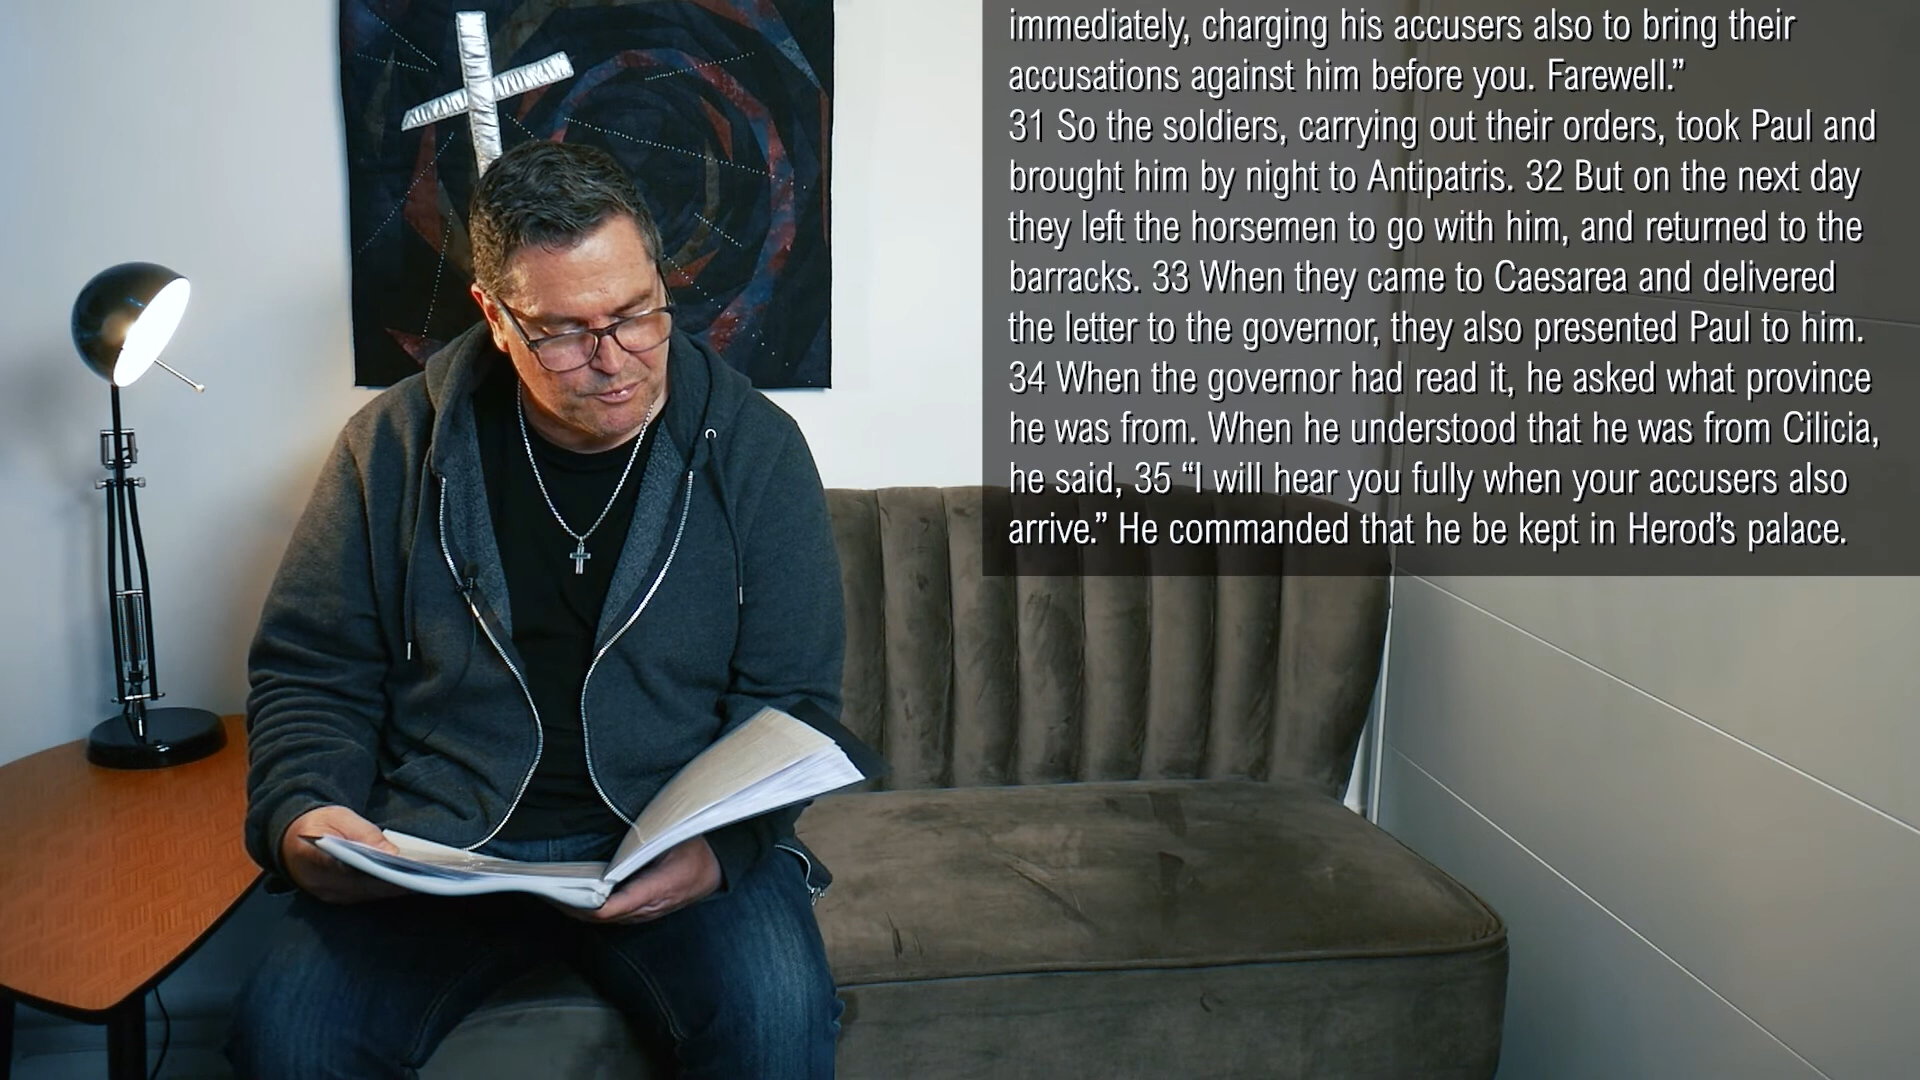 immediately, charging his accusers also to bring their
accusations against him before you. Farewell.”
31 So the soldiers, carrying out their orders, took Paul and
brought him by night to Antipatris. 32 But on the next day
they left the horsemen to go with him, and returned to the
barracks. 33 When they came to Caesarea and delivered
the letter to the governor, they also presented Paul to him.
34 When the governor had read it, he asked what province
he was from. When he understood that he was from Cilicia,
he said, 35 “I will hear you fully when your accusers also
arrive.” He commanded that he be kept in Herod’s palace.